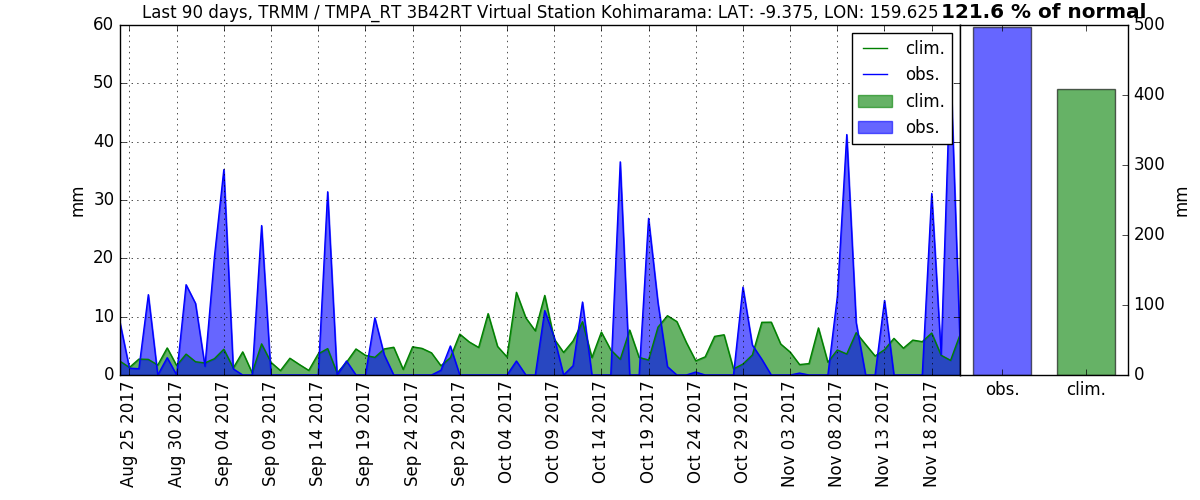 Last 90 days, TRMM / TMPA_RT 3B42RT Virtual Station Kohimarama: LAT: -9.375, LON: 159.625 121.6 % of normal
60
50
40
30
20
10
0
mm
clim.
obs.
clim.
obs.
500
400
300
200
100
0
mm
Aug 25 2017
Aug 30 2017
Sep 04 2017
Sep 09 2017
Sep 14 2017
Sep 19 2017
Sep 24 2017
Sep 29 2017
Oct 04 2017
Oct 09 2017
Oct 14 2017
Oct 19 2017
Oct 24 2017
Oct 29 2017
Nov 03 2017
Nov 08 2017
Nov 13 2017
Nov 18 2017
obs.
clim.